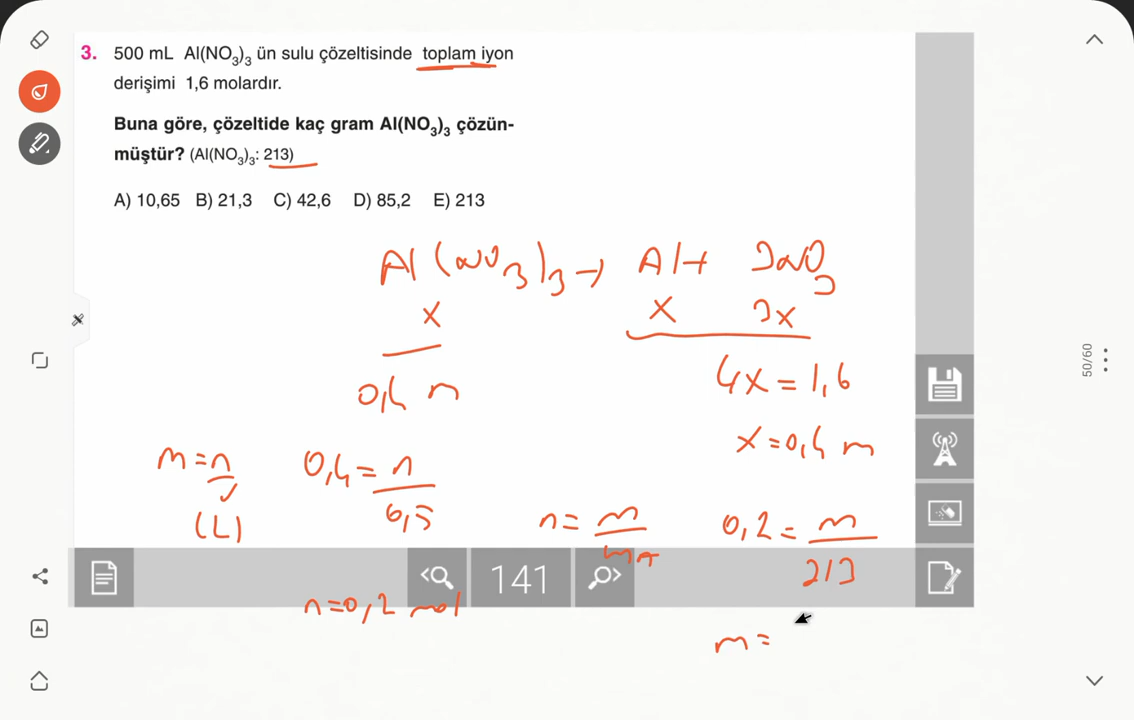 3. 500 mL Al(NO3)3 ün sulu çözeltisinde toplam iyon
derişimi 1,6 molardır.
Buna göre, çözeltide kaç gram Al(NO3)3 çözün-
müştür? (Al(NO3)3: 213)
A) 10,65 B) 21,3 C) 42,6 D) 85,2 E) 213
Al(NO3)3 → Al+ 3NO3
x x 3x
0,4 m
4x = 1,6
x = 0,4 m
m = n/v
(L)
0,4 = n/0,5
n = m/mA
0,2 = m/213
n=0,2 mol
m =
141
50/60